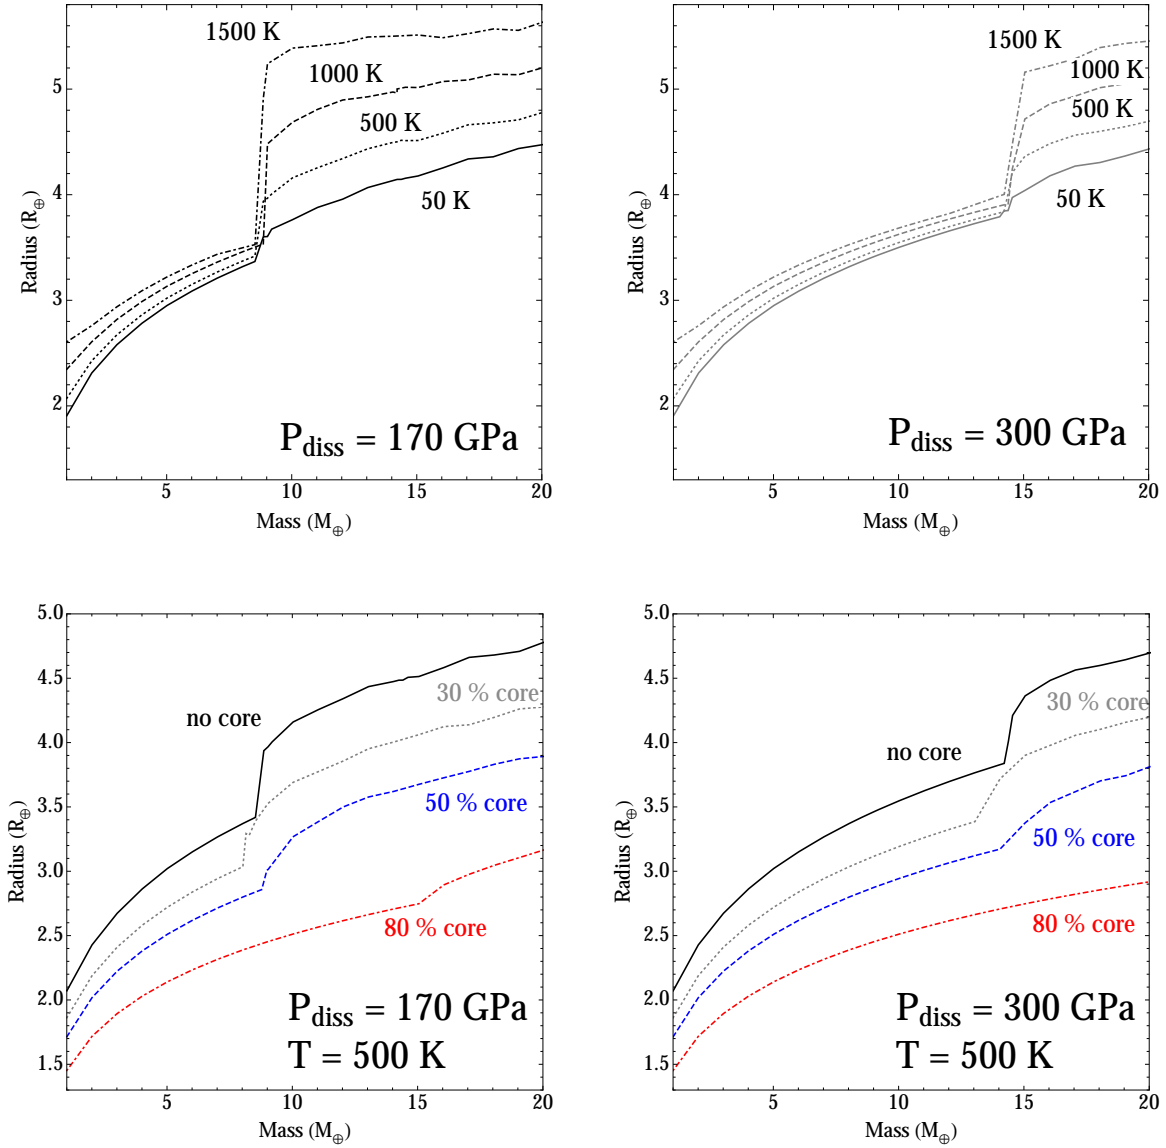 1500 K
1000 K
500 K
50 K
P_diss = 170 GPa
Radius (R⊕)
5
4
3
2
5
10
15
20
Mass (M⊕)
1500 K
1000 K
500 K
50 K
P_diss = 300 GPa
Radius (R⊕)
5
4
3
2
5
10
15
20
Mass (M⊕)
5.0
4.5
4.0
3.5
3.0
2.5
2.0
1.5
Radius (R⊕)
no core
30 % core
50 % core
80 % core
P_diss = 170 GPa
T = 500 K
5
10
15
20
Mass (M⊕)
5.0
4.5
4.0
3.5
3.0
2.5
2.0
1.5
Radius (R⊕)
no core
30 % core
50 % core
80 % core
P_diss = 300 GPa
T = 500 K
5
10
15
20
Mass (M⊕)